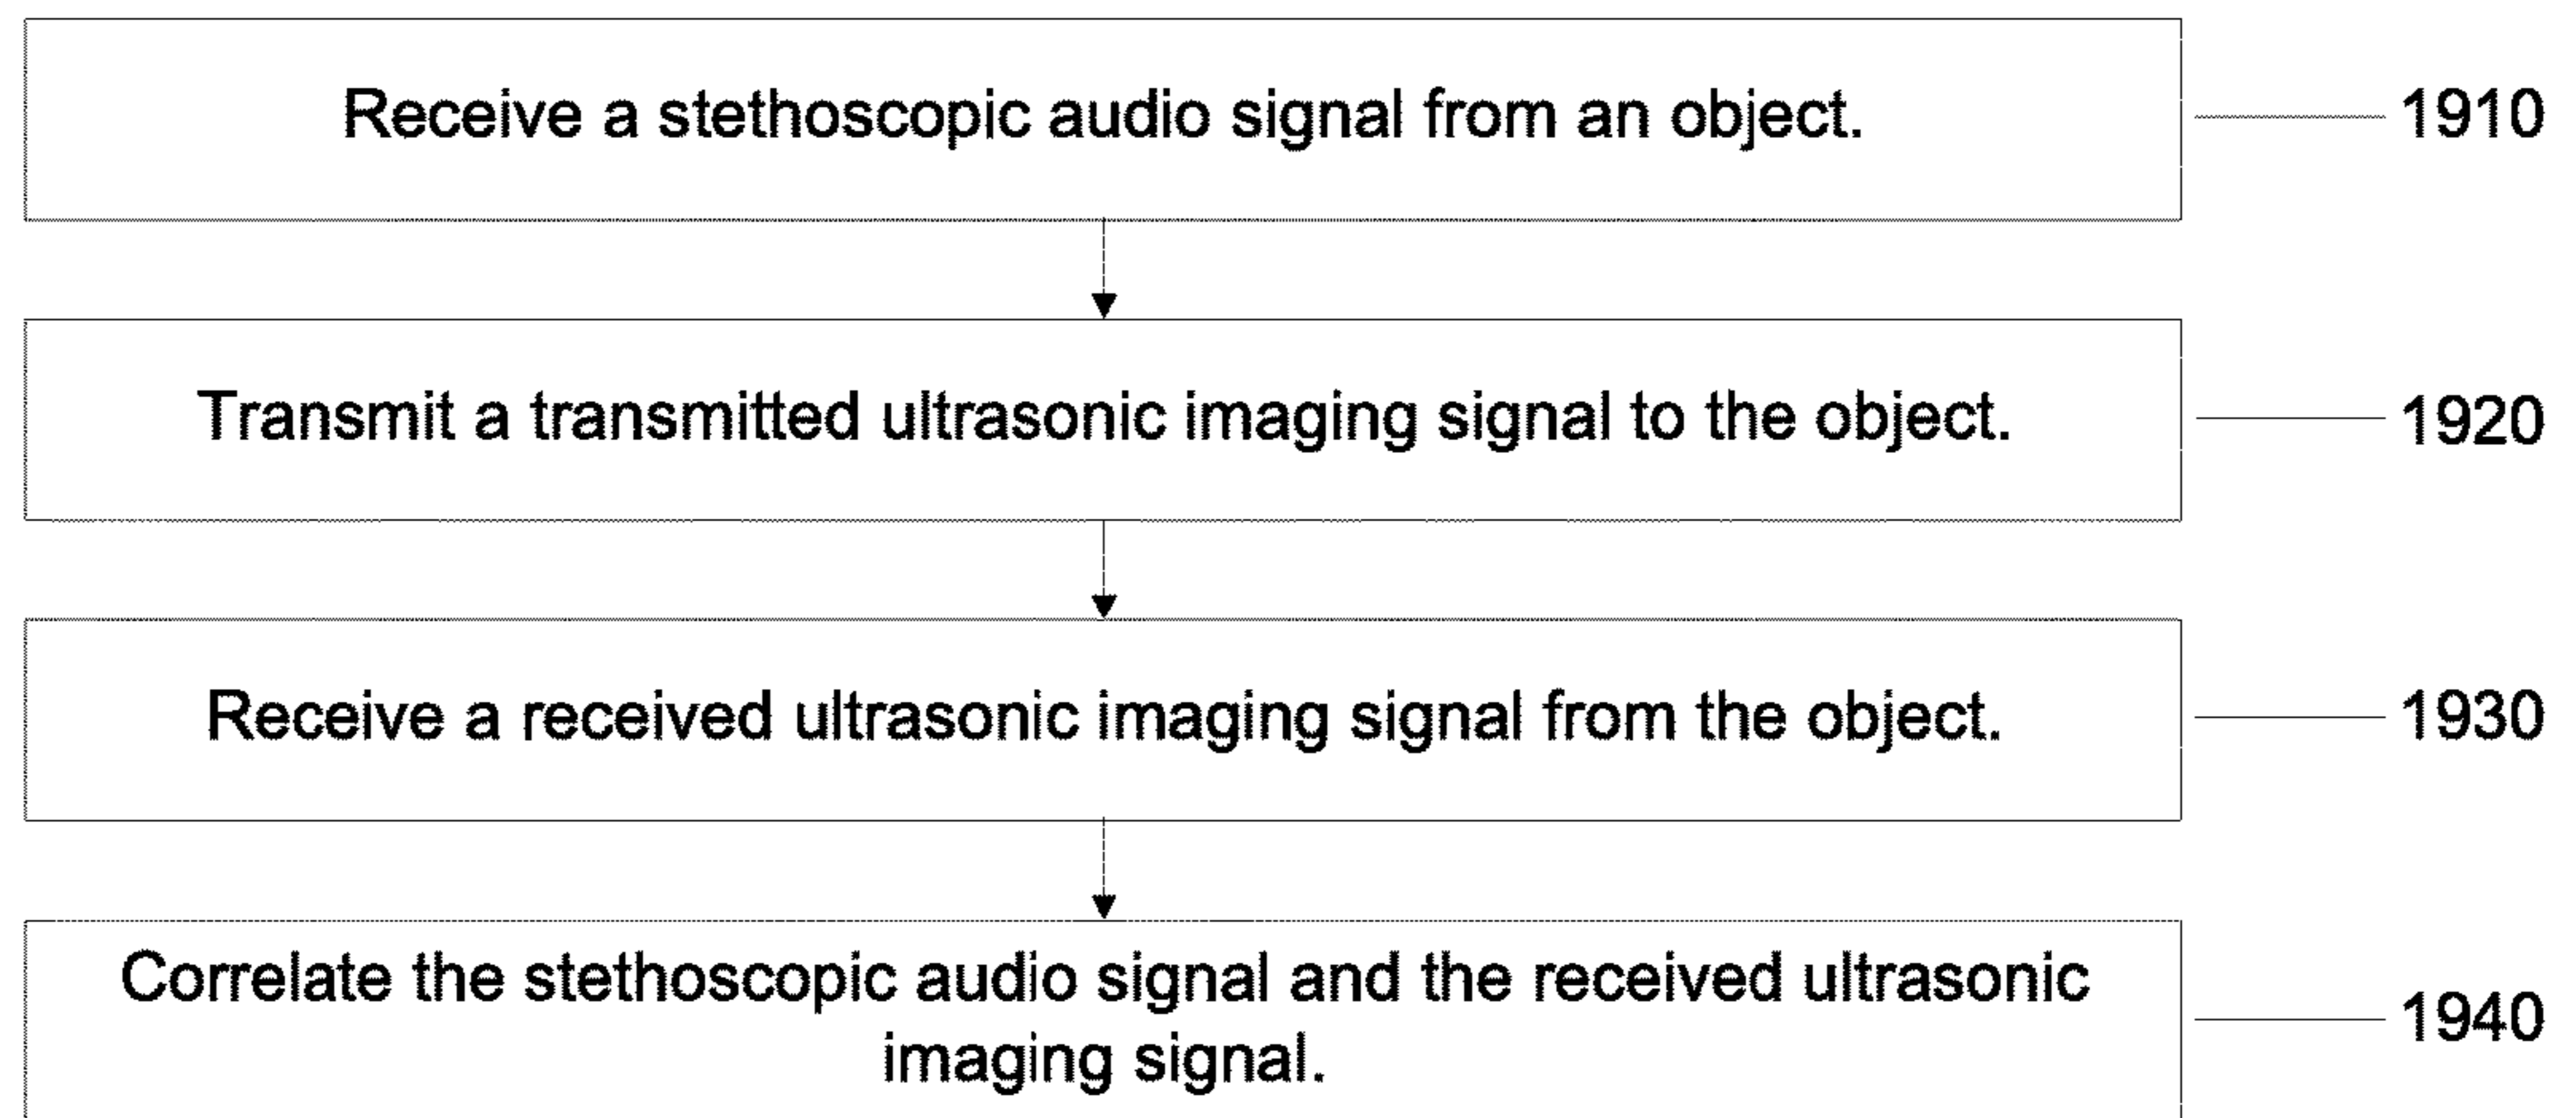 Receive a stethoscopic audio signal from an object.
1910
Transmit a transmitted ultrasonic imaging signal to the object.
1920
Receive a received ultrasonic imaging signal from the object.
1930
Correlate the stethoscopic audio signal and the received ultrasonic
imaging signal.
1940